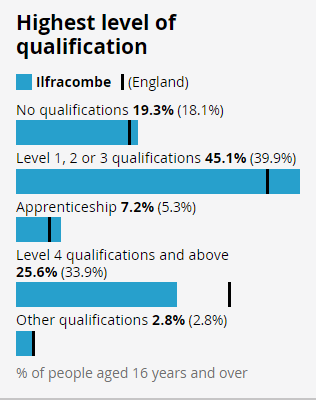 Highest level of
qualification
Ilfracombe (England)
No qualifications 19.3% (18.1%)
Level 1, 2 or 3 qualifications 45.1% (39.9%)
Apprenticeship 7.2% (5.3%)
Level 4 qualifications and above
25.6% (33.9%)
Other qualifications 2.8% (2.8%)
% of people aged 16 years and over